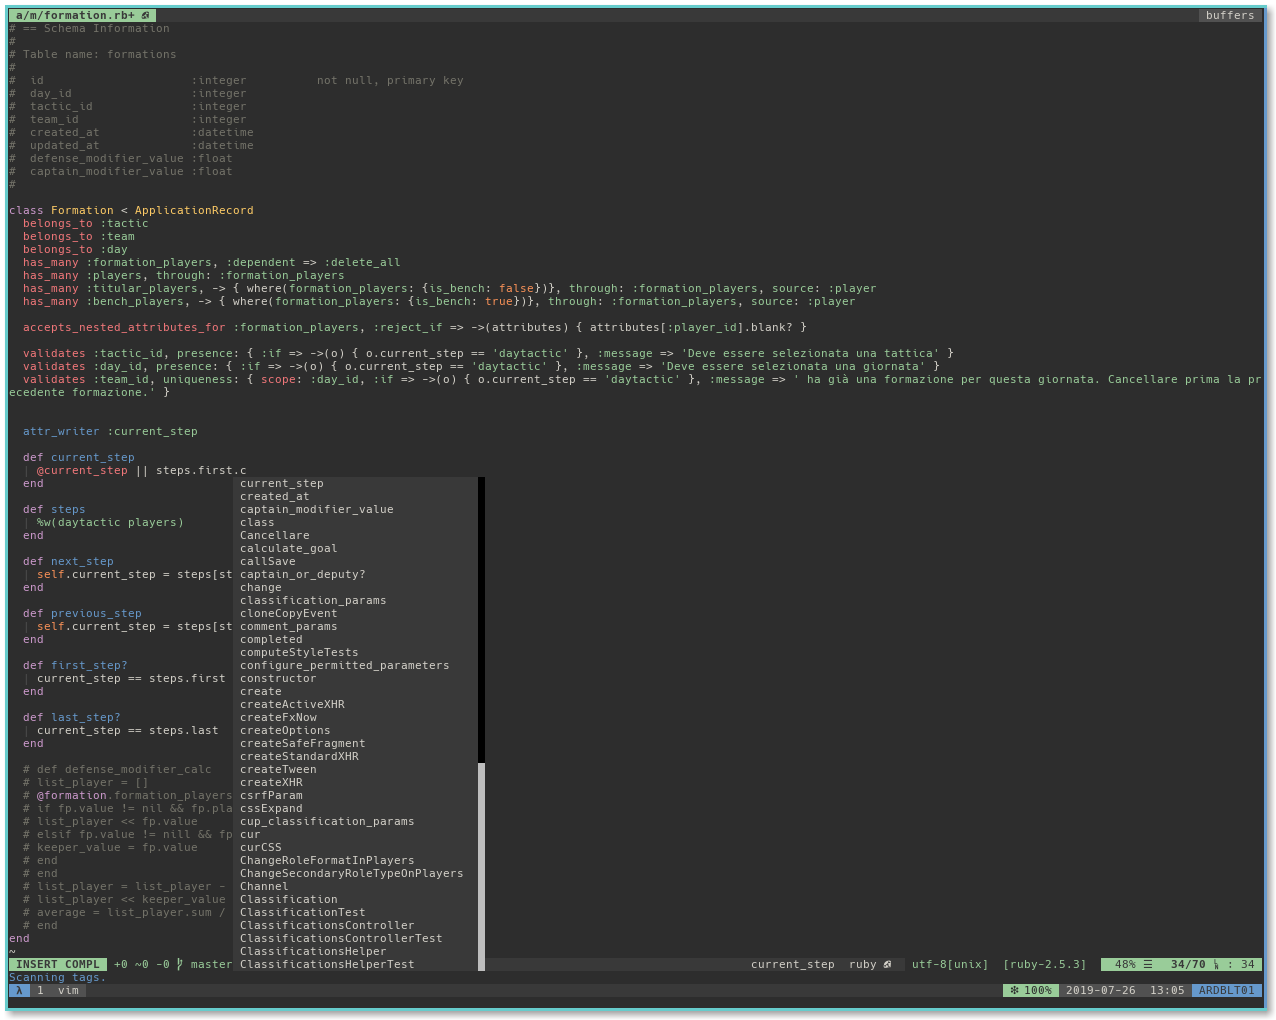 a/m/formation.rb+ buffers
# == Schema Information
#
# Table name: formations
#
#  id                     :integer          not null, primary key
#  day_id                 :integer
#  tactic_id              :integer
#  team_id                :integer
#  created_at             :datetime
#  updated_at             :datetime
#  defense_modifier_value :float
#  captain_modifier_value :float
#
class Formation < ApplicationRecord
  belongs_to :tactic
  belongs_to :team
  belongs_to :day
  has_many :formation_players, :dependent => :delete_all
  has_many :players, through: :formation_players
  has_many :titular_players, -> { where(formation_players: {is_bench: false})}, through: :formation_players, source: :player
  has_many :bench_players, -> { where(formation_players: {is_bench: true})}, through: :formation_players, source: :player
  accepts_nested_attributes_for :formation_players, :reject_if => ->(attributes) { attributes[:player_id].blank? }
  validates :tactic_id, presence: { :if => ->(o) { o.current_step == 'daytactic' }, :message => 'Deve essere selezionata una tattica' }
  validates :day_id, presence: { :if => ->(o) { o.current_step == 'daytactic' }, :message => 'Deve essere selezionata una giornata' }
  validates :team_id, uniqueness: { scope: :day_id, :if => ->(o) { o.current_step == 'daytactic' }, :message => ' ha già una formazione per questa giornata. Cancellare prima la pr
ecedente formazione.' }
  attr_writer :current_step
  def current_step
  | @current_step || steps.first.c
  end                            current_step
                                 created_at
  def steps                      captain_modifier_value
  | %w(daytactic players)        class
  end                            Cancellare
                                 calculate_goal
  def next_step                  callSave
  | self.current_step = steps[st captain_or_deputy?
  end                            change
                                 classification_params
  def previous_step              cloneCopyEvent
  | self.current_step = steps[st comment_params
  end                            completed
                                 computeStyleTests
  def first_step?                configure_permitted_parameters
  | current_step == steps.first  constructor
  end                            create
                                 createActiveXHR
  def last_step?                 createFxNow
  | current_step == steps.last   createOptions
  end                            createSafeFragment
                                 createStandardXHR
  # def defense_modifier_calc    createTween
  # list_player = []             createXHR
  # @formation.formation_players csrfParam
  # if fp.value != nil && fp.pla cssExpand
  # list_player << fp.value      cup_classification_params
  # elsif fp.value != nill && fp cur
  # keeper_value = fp.value      curCSS
  # end                          ChangeRoleFormatInPlayers
  # end                          ChangeSecondaryRoleTypeOnPlayers
  # list_player = list_player -  Channel
  # list_player << keeper_value  Classification
  # average = list_player.sum /  ClassificationTest
  # end                          ClassificationsController
end                              ClassificationsControllerTest
~                                ClassificationsHelper
INSERT COMPL +0 ~0 -0 master ClassificationsHelperTest current_step ruby utf-8[unix] [ruby-2.5.3] 48% ☰ 34/70 ㏑ : 34
Scanning tags.
λ 1 vim ❄ 100% 2019-07-26 13:05 ARDBLT01